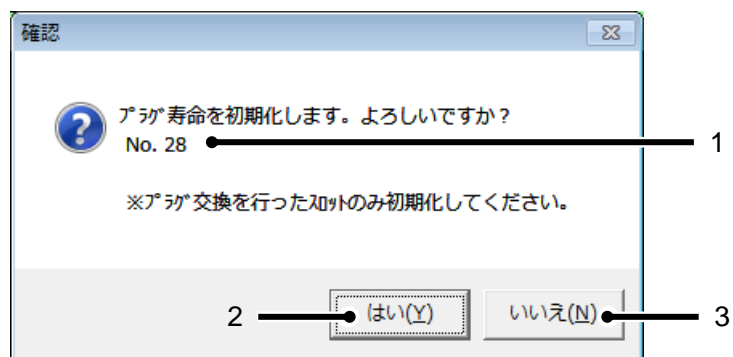 確認
ﾌﾟﾗｸﾞ寿命を初期化します。よろしいですか？
No. 28
1
※ﾌﾟﾗｸﾞ交換を行ったｽﾛｯﾄのみ初期化してください。
2
はい(Y)
いいえ(N)
3